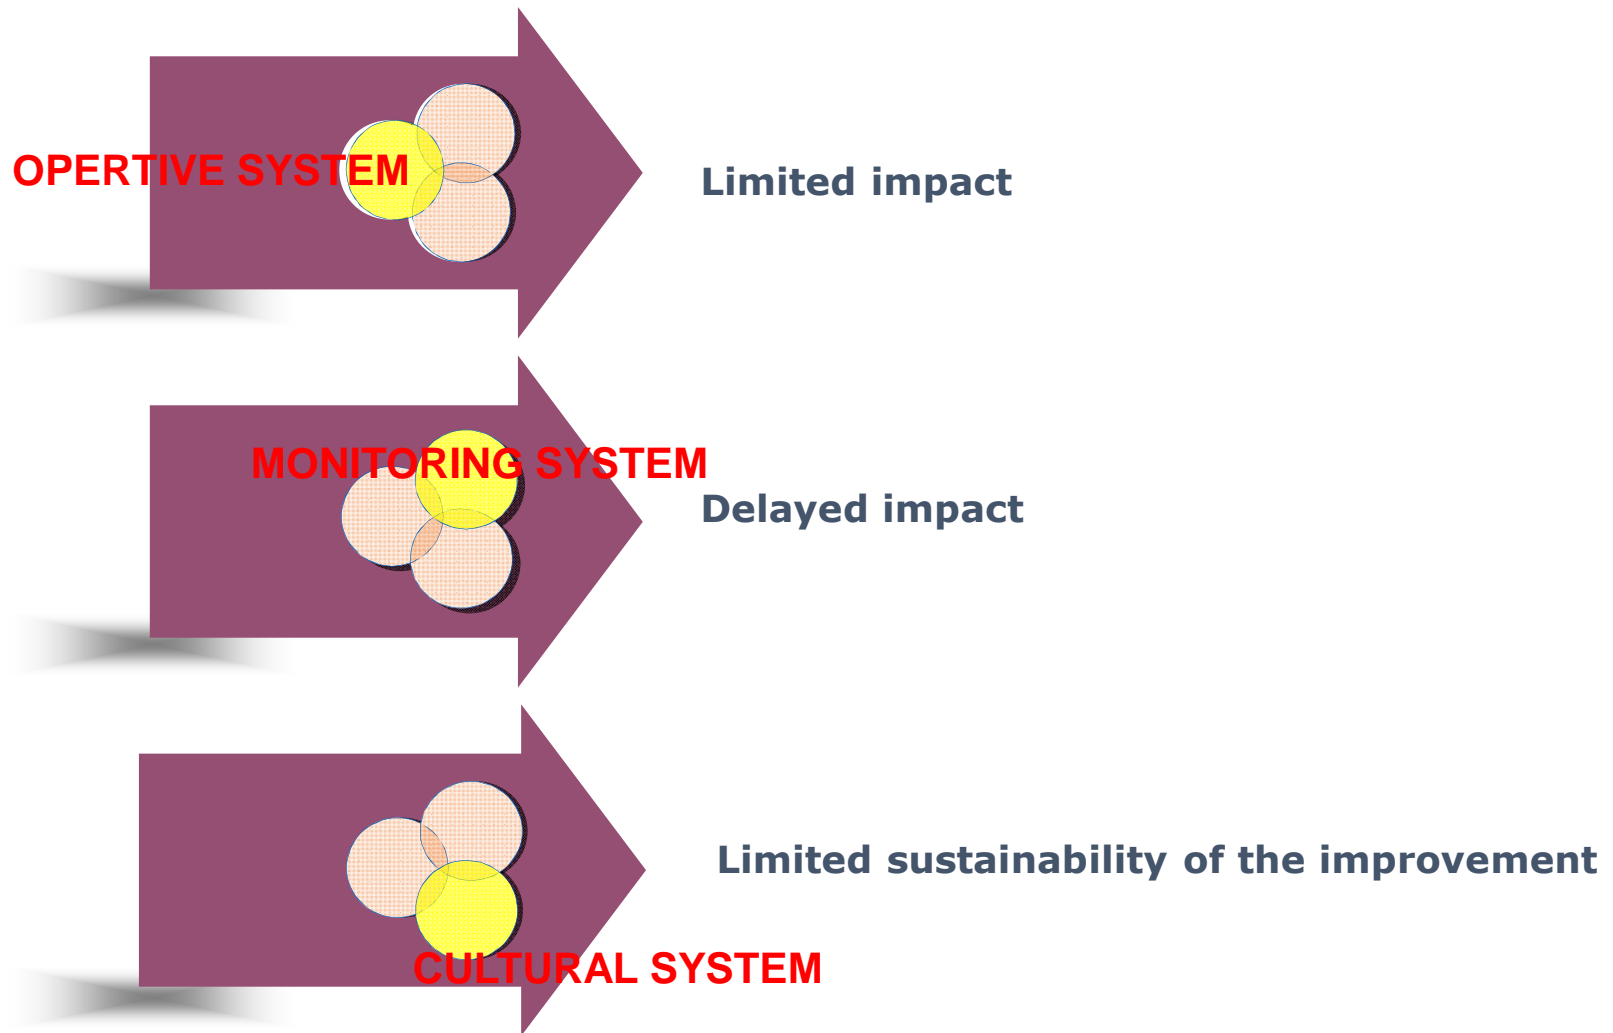 OPERTIVE SYSTEM
Limited impact
MONITORING SYSTEM
Delayed impact
Limited sustainability of the improvement
CULTURAL SYSTEM